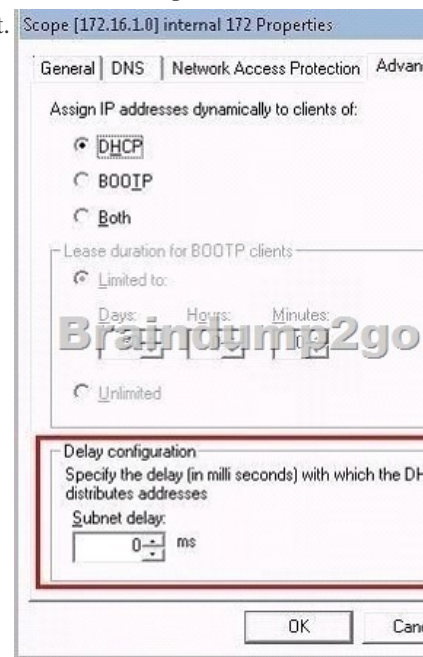 t.
Scope [172.16.1.0] internal 172 Properties
General DNS Network Access Protection Advan
Assign IP addresses dynamically to clients of:
DHCP
BOOTP
Both
Lease duration for BOOTP clients
Limited to:
Days: Hours: Minutes:
Braindump2go
Unlimited
Delay configuration
Specify the delay (in milli seconds) with which the DH
distributes addresses
Subnet delay:
0 ms
OK Canc